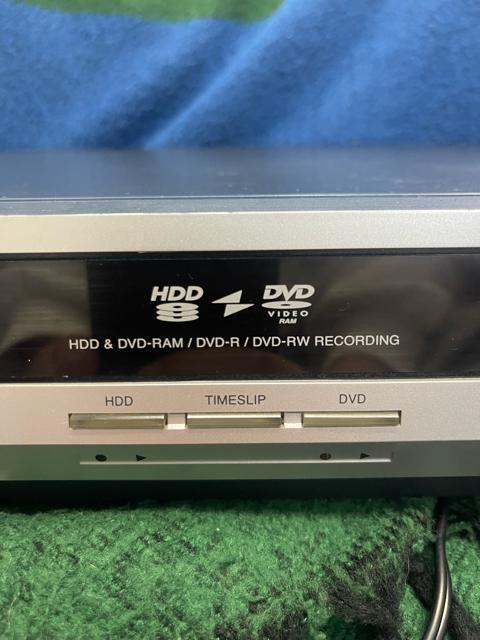 HDD DVD
VIDEO
RAM
HDD & DVD-RAM / DVD-R / DVD-RW RECORDING
HDD TIMESLIP DVD